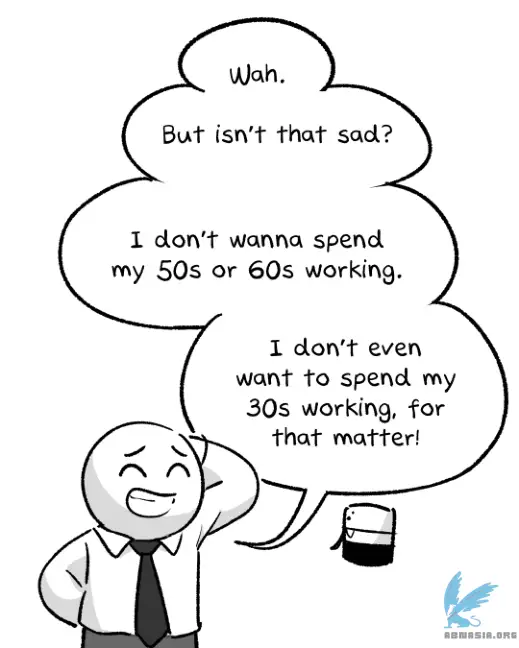 Wah.
But isn't that sad?
I don't wanna spend
my 50s or 60s working.
I don't even
want to spend my
30s working, for
that matter!
ABWASIA.ORG